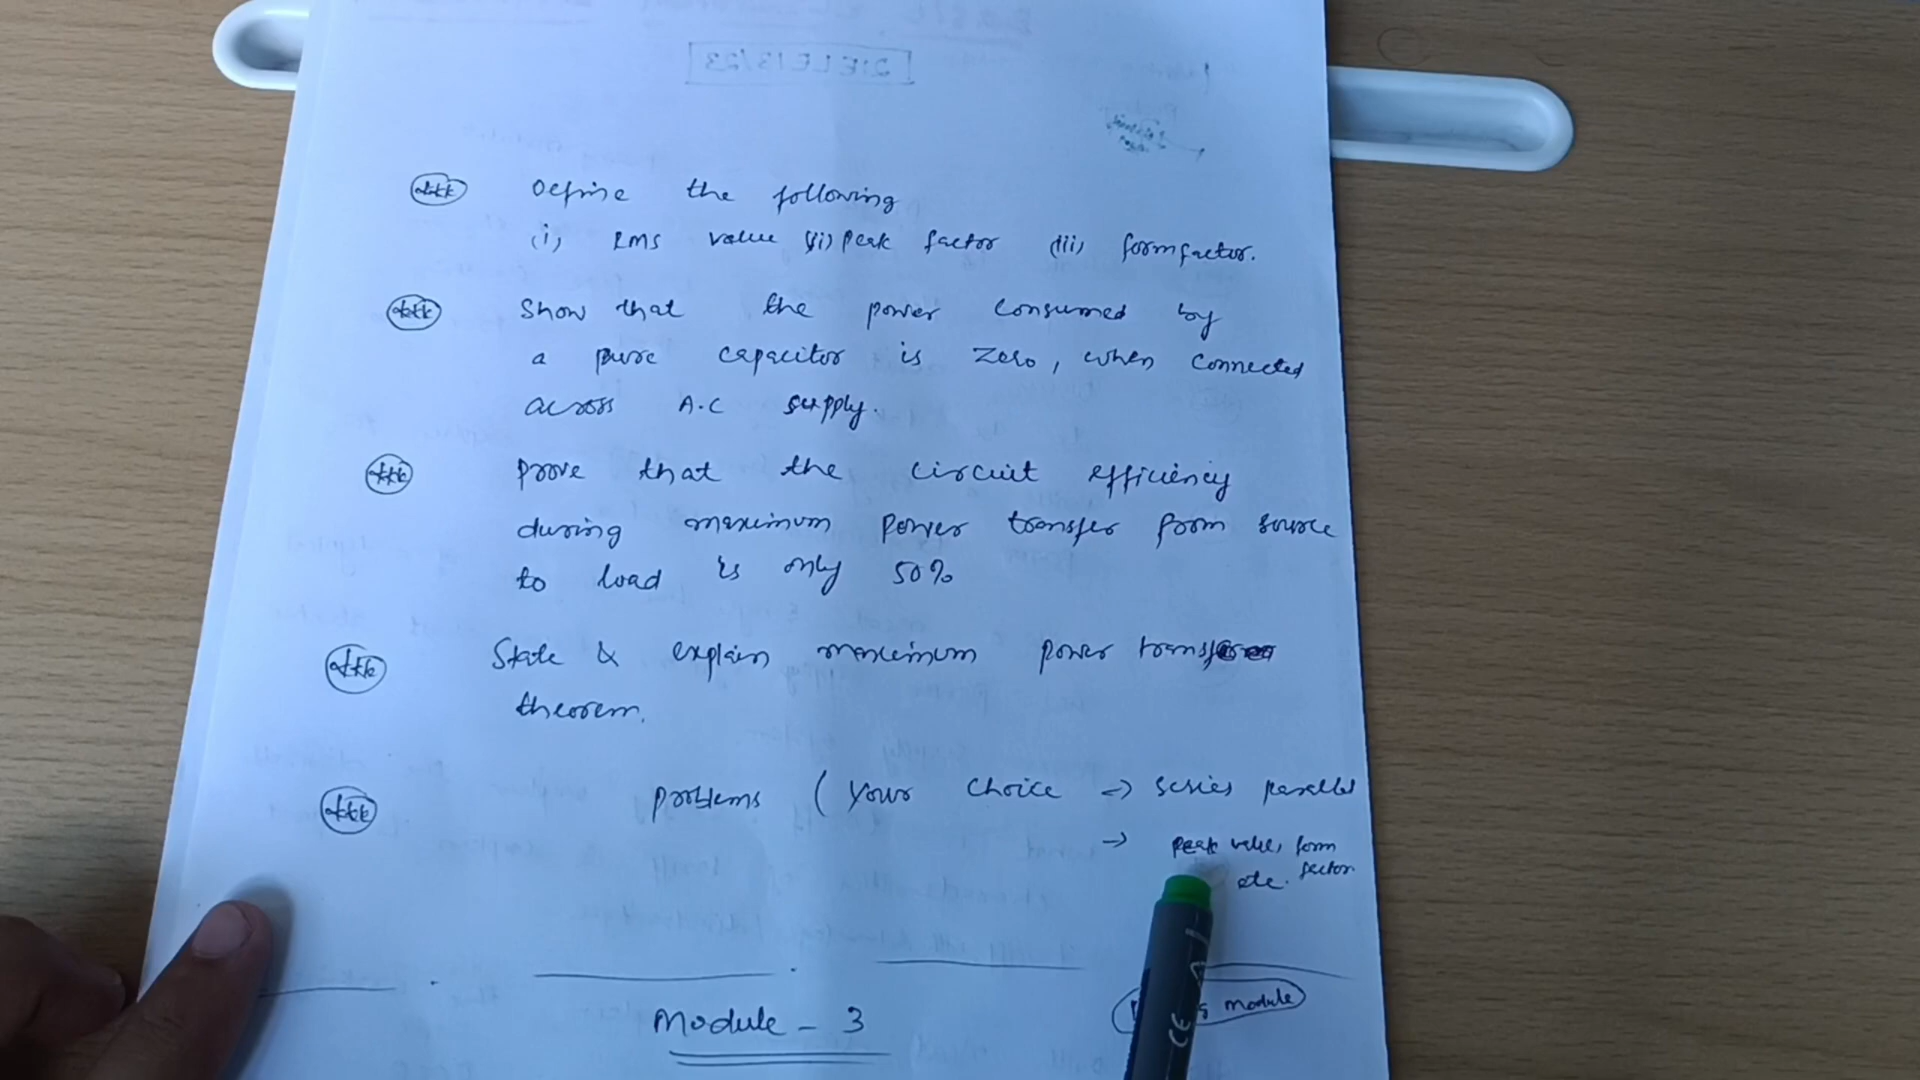 Define the following
(i) RMS value (ii) Peak factor (iii) formfactor.
Show that the power consumed by
a pure capacitor is zero, when connected
across A.C supply.
Prove that the circuit efficiency
during maximum power transfer from source
to load is only 50%
State & explain maximum power transfer
theorem.
problems ( Your choice → series parallel
→ peak value, form
factor
etc.
Module - 3
module
CE